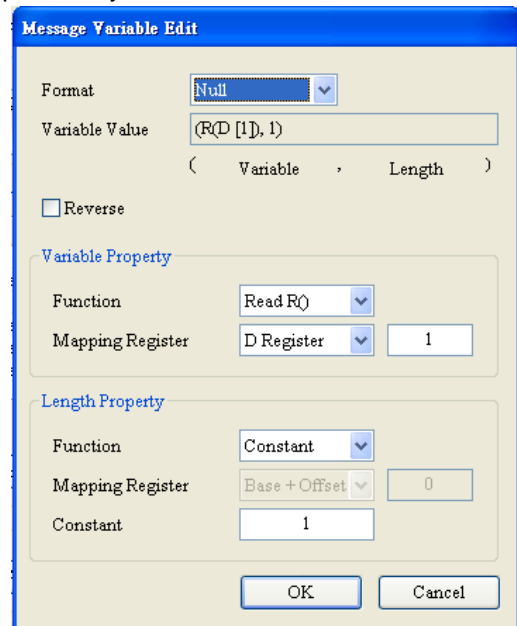 Message Variable Edit
Format Null
Variable Value (R(D [1]), 1)
( Variable , Length )
Reverse
Variable Property
Function Read R()
Mapping Register D Register 1
Length Property
Function Constant
Mapping Register Base + Offset 0
Constant 1
OK Cancel